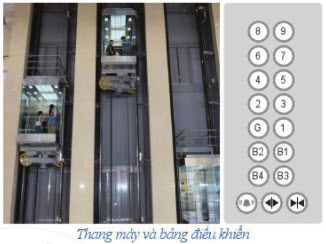 8 9
6 7
4 5
2 3
G 1
B2 B1
B4 B3
Thang máy và bảng điều khiển